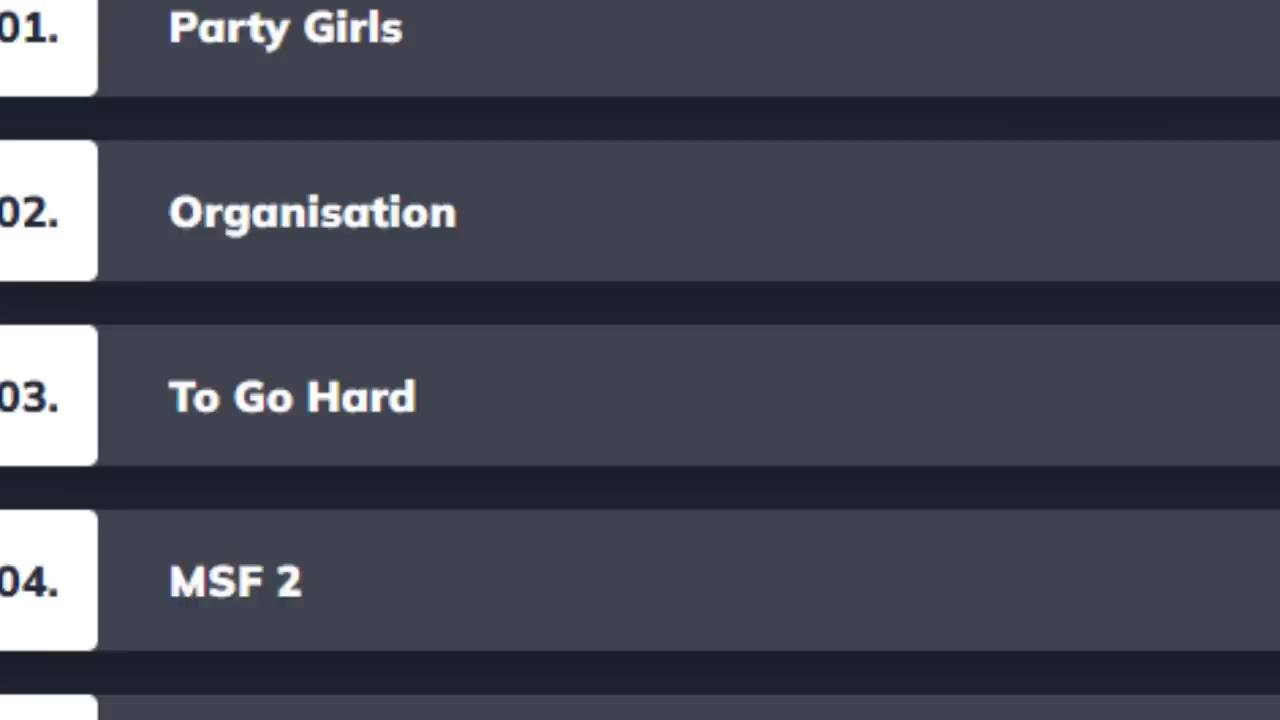 01. Party Girls
02. Organisation
03. To Go Hard
04. MSF 2